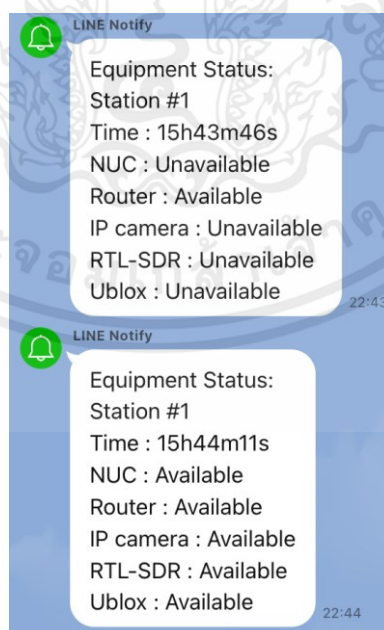 LINE Notify
Equipment Status:
Station #1
Time : 15h43m46s
NUC : Unavailable
Router : Available
IP camera : Unavailable
RTL-SDR : Unavailable
Ublox : Unavailable
22:43
LINE Notify
Equipment Status:
Station #1
Time : 15h44m11s
NUC : Available
Router : Available
IP camera : Available
RTL-SDR : Available
Ublox : Available
22:44